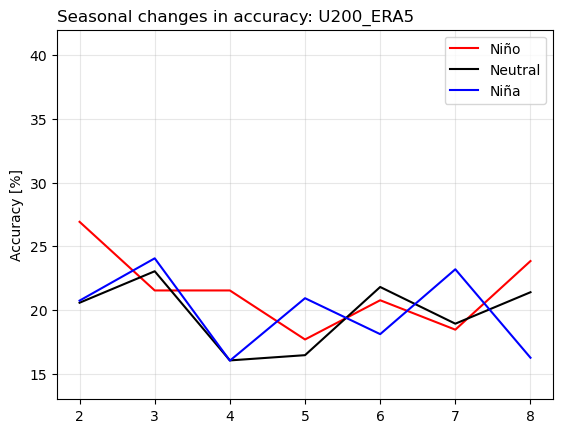 Seasonal changes in accuracy: U200_ERA5
Accuracy [%]
40
35
30
25
20
15
2 3 4 5 6 7 8
Niño
Neutral
Niña